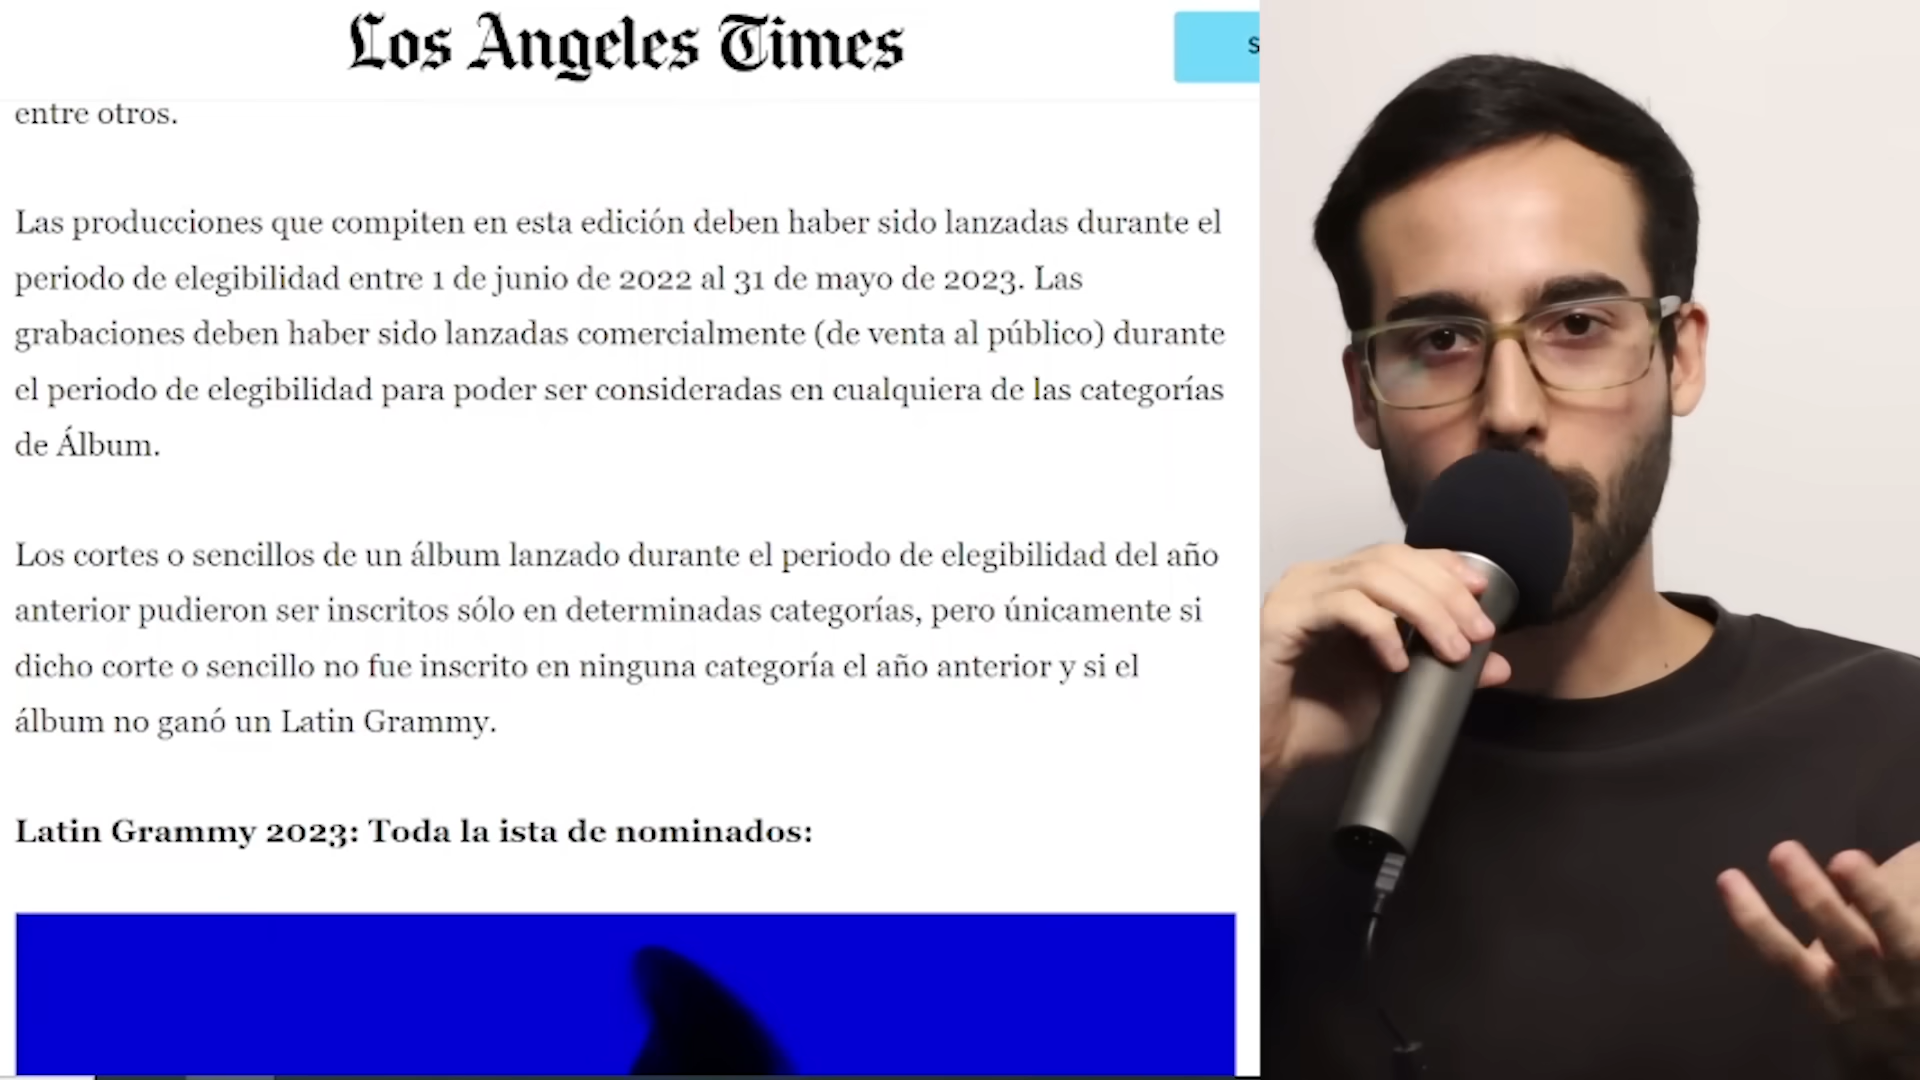 Los Angeles Times
S
entre otros.
Las producciones que compiten en esta edición deben haber sido lanzadas durante el
periodo de elegibilidad entre 1 de junio de 2022 al 31 de mayo de 2023. Las
grabaciones deben haber sido lanzadas comercialmente (de venta al público) durante
el periodo de elegibilidad para poder ser consideradas en cualquiera de las categorías
de Álbum.
Los cortes o sencillos de un álbum lanzado durante el periodo de elegibilidad del año
anterior pudieron ser inscritos sólo en determinadas categorías, pero únicamente si
dicho corte o sencillo no fue inscrito en ninguna categoría el año anterior y si el
álbum no ganó un Latin Grammy.
Latin Grammy 2023: Toda la ista de nominados: